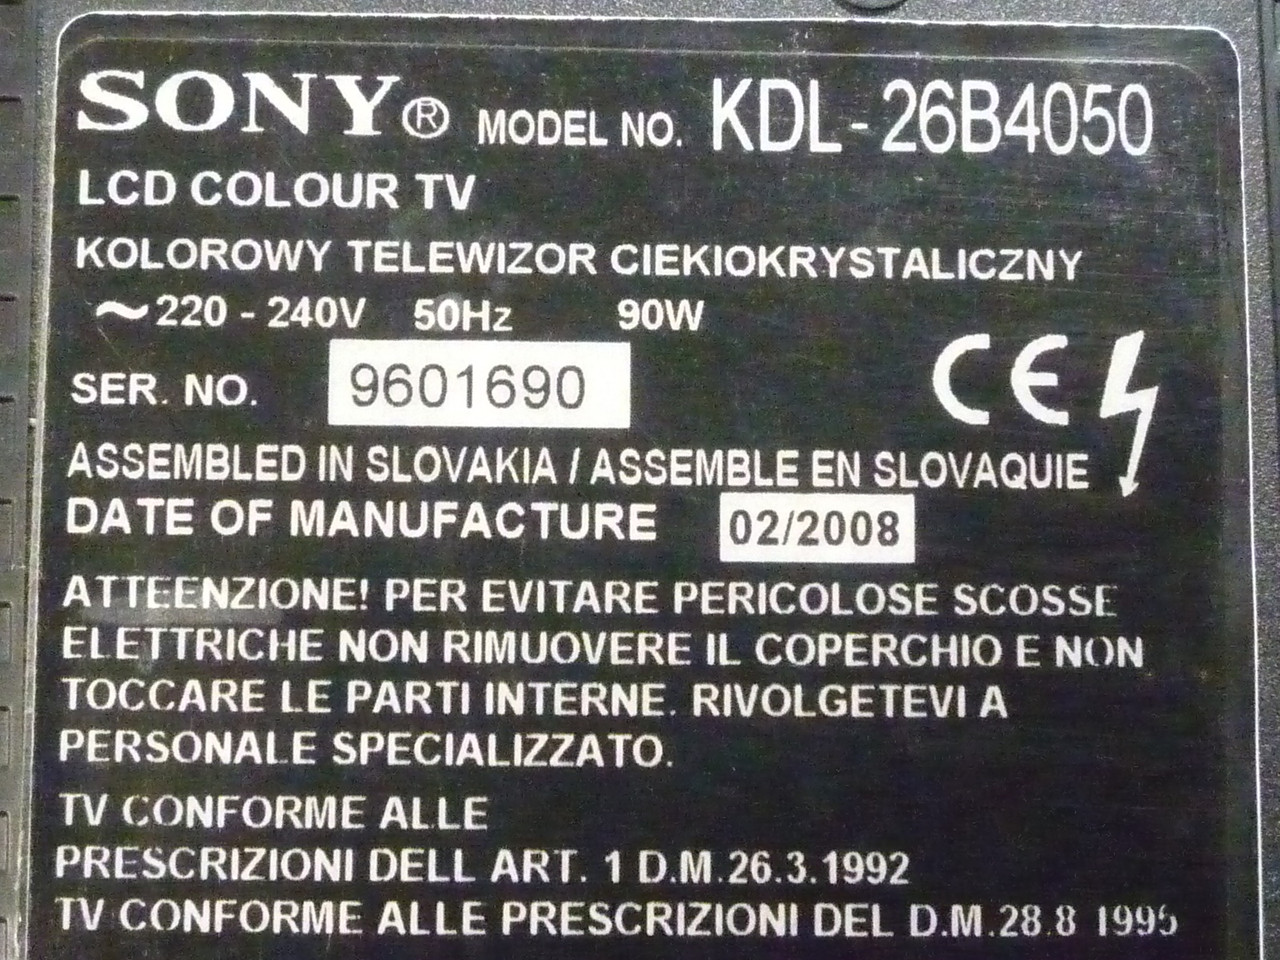 SONY® MODEL NO. KDL-26B4050
LCD COLOUR TV
KOLOROWY TELEWIZOR CIEKIOKRYSTALICZNY
~220 - 240V 50Hz 90W
SER. NO. 9601690
CE
ASSEMBLED IN SLOVAKIA / ASSEMBLE EN SLOVAQUIE
DATE OF MANUFACTURE 02/2008
ATTEENZIONE! PER EVITARE PERICOLOSE SCOSSE
ELETTRICHE NON RIMUOVERE IL COPERCHIO E NON
TOCCARE LE PARTI INTERNE. RIVOLGETEVI A
PERSONALE SPECIALIZZATO.
TV CONFORME ALLE
PRESCRIZIONI DELL ART. 1 D.M.26.3.1992
TV CONFORME ALLE PRESCRIZIONI DEL D.M.28.8 1995